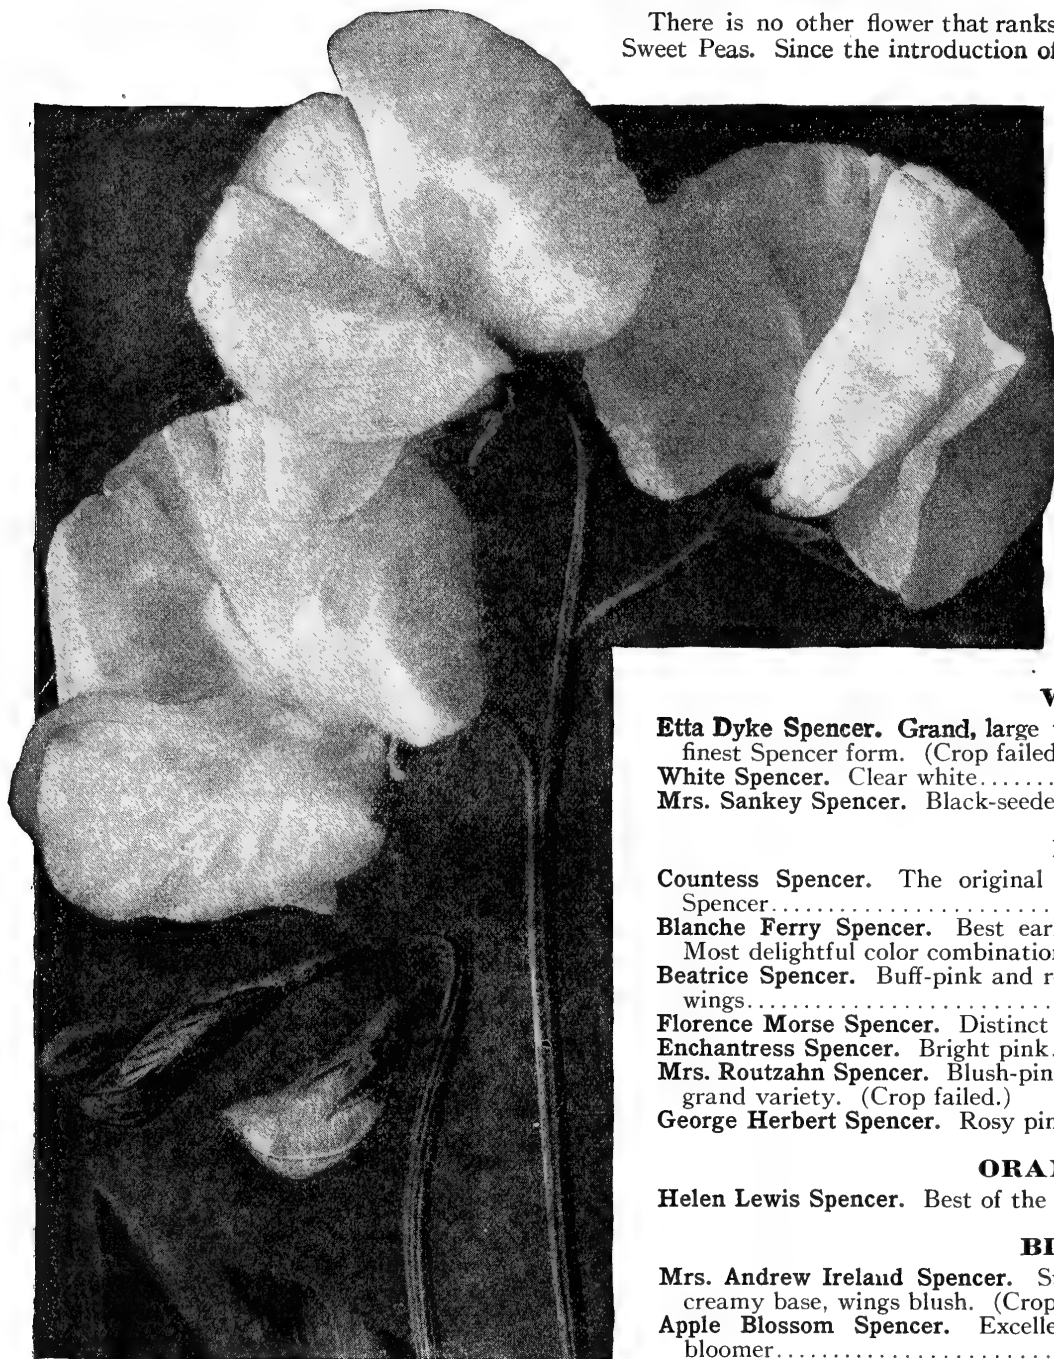 There is no other flower that ranks
Sweet Peas. Since the introduction of
Etta Dyke Spencer. Grand, large
finest Spencer form. (Crop failed
White Spencer. Clear white.......
Mrs. Sankey Spencer. Black-seede
Countess Spencer. The original
Spencer..........................
Blanche Ferry Spencer. Best ear
Most delightful color combination
Beatrice Spencer. Buff-pink and r
wings............................
Florence Morse Spencer. Distinct
Enchantress Spencer. Bright pink.
Mrs. Routzahn Spencer. Blush-pin
grand variety. (Crop failed.)
George Herbert Spencer. Rosy pin
ORA
Helen Lewis Spencer. Best of the
BL
Mrs. Andrew Ireland Spencer. S
creamy base, wings blush. (Crop
Apple Blossom Spencer. Excelle
bloomer..........................